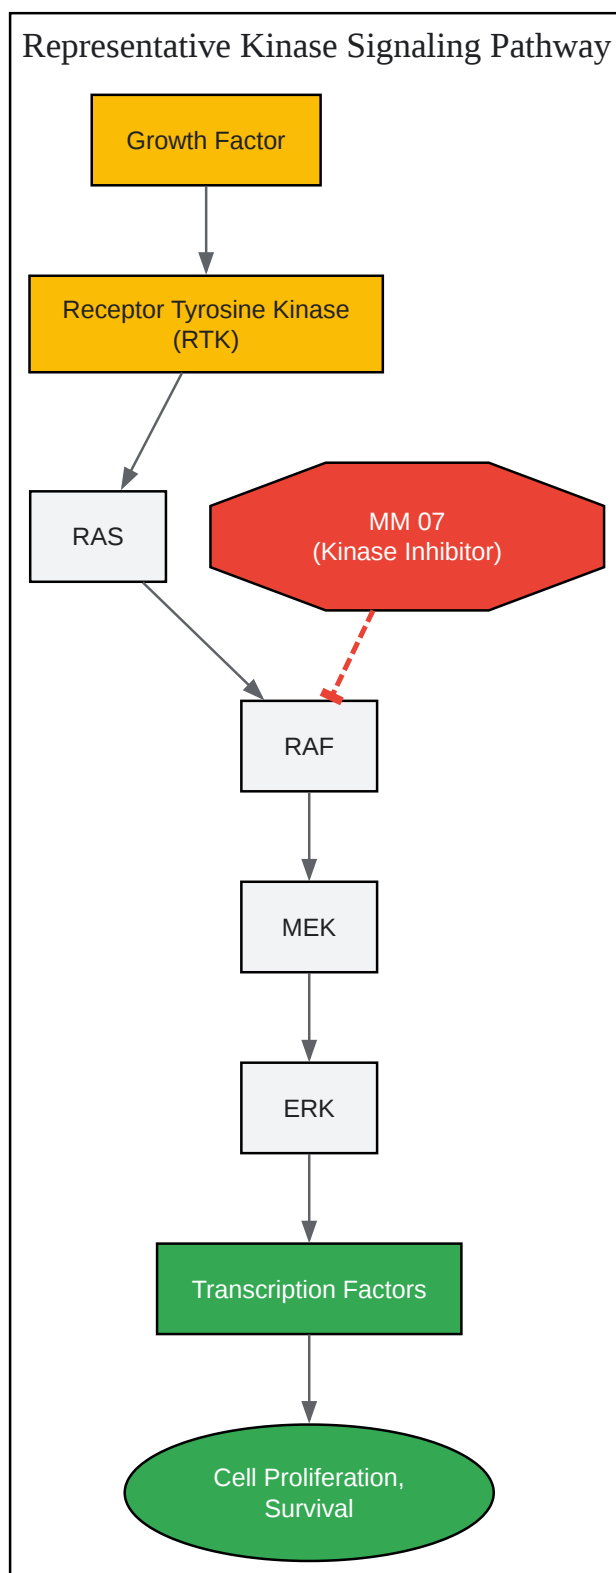 Representative Kinase Signaling Pathway
Growth Factor
Receptor Tyrosine Kinase
(RTK)
RAS
MM 07
(Kinase Inhibitor)
RAF
MEK
ERK
Transcription Factors
Cell Proliferation,
Survival